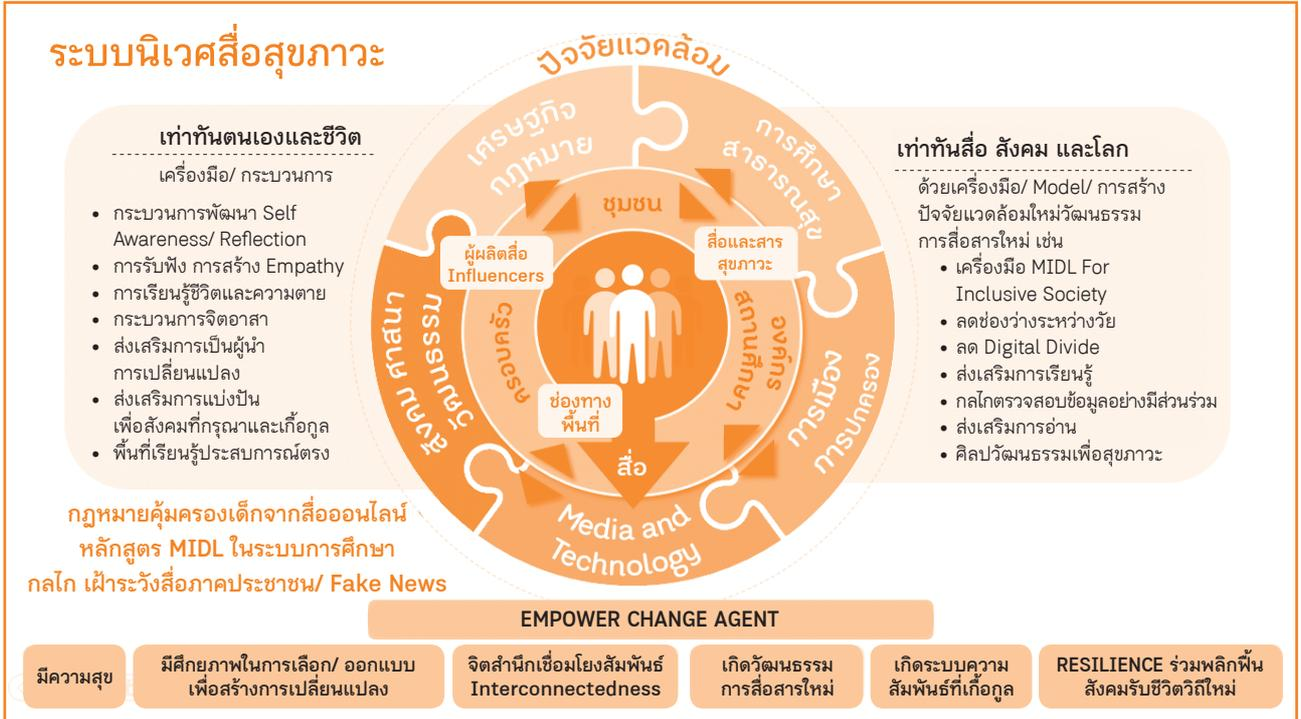 ระบบนิเวศสื่อสุขภาวะ
เท่าทันตนเองและชีวิต
เครื่องมือ/ กระบวนการ
• กระบวนการพัฒนา Self
Awareness/ Reflection
• การรับฟัง การสร้าง Empathy
• การเรียนรู้ชีวิตและความตาย
• กระบวนการจิตอาสา
• ส่งเสริมการเป็นผู้นำ
การเปลี่ยนแปลง
• ส่งเสริมการแบ่งปัน
เพื่อสังคมที่กรุณาและเกื้อกูล
• พื้นที่เรียนรู้ประสบการณ์ตรง
กฎหมายคุ้มครองเด็กจากสื่อออนไลน์
หลักสูตร MIDL ในระบบการศึกษา
กลไก เฝ้าระวังสื่อภาคประชาชน/ Fake News
ปัจจัยแวดล้อม
เศรษฐกิจ
กฎหมาย
การศึกษา
สาธารณสุข
การเมือง
การปกครอง
Media and
Technology
สังคม ศาสนา
วัฒนธรรม
ชุมชน
ผู้ผลิตสื่อ
Influencers
สื่อและสาร
สุขภาวะ
ครอบครัว
องค์กร
สถานศึกษา
ช่องทาง
พื้นที่
สื่อ
เท่าทันสื่อ สังคม และโลก
ด้วยเครื่องมือ/ Model/ การสร้าง
ปัจจัยแวดล้อมใหม่วัฒนธรรม
การสื่อสารใหม่ เช่น
• เครื่องมือ MIDL For
Inclusive Society
• ลดช่องว่างระหว่างวัย
• ลด Digital Divide
• ส่งเสริมการเรียนรู้
• กลไกตรวจสอบข้อมูลอย่างมีส่วนร่วม
• ส่งเสริมการอ่าน
• ศิลปวัฒนธรรมเพื่อสุขภาวะ
EMPOWER CHANGE AGENT
มีความสุข
มีศักยภาพในการเลือก/ ออกแบบ
เพื่อสร้างการเปลี่ยนแปลง
จิตสำนึกเชื่อมโยงสัมพันธ์
Interconnectedness
เกิดวัฒนธรรม
การสื่อสารใหม่
เกิดระบบความ
สัมพันธ์ที่เกื้อกูล
RESILIENCE ร่วมพลิกฟื้น
สังคมรับชีวิตวิถีใหม่